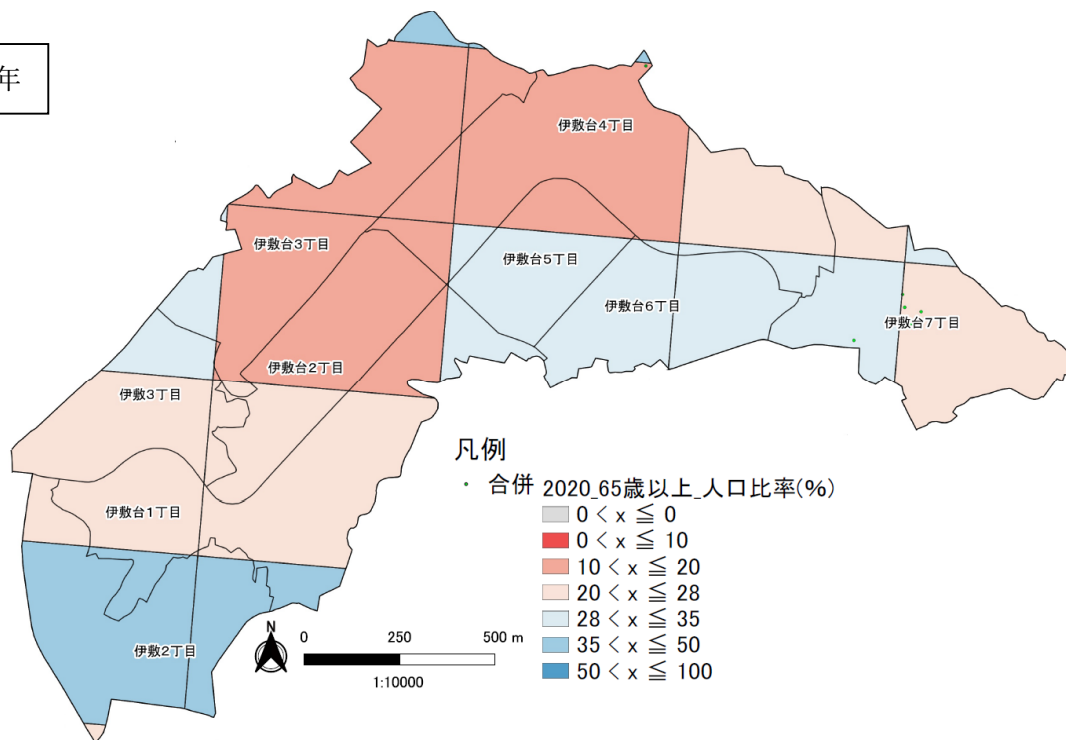 年
伊敷台4丁目
伊敷台3丁目
伊敷台5丁目
伊敷台6丁目
伊敷台7丁目
伊敷台2丁目
伊敷3丁目
伊敷台1丁目
伊敷2丁目
N
0 250 500 m
1:10000
凡例
合併 2020_65歳以上_人口比率(%)
0 < x ≦ 0
0 < x ≦ 10
10 < x ≦ 20
20 < x ≦ 28
28 < x ≦ 35
35 < x ≦ 50
50 < x ≦ 100